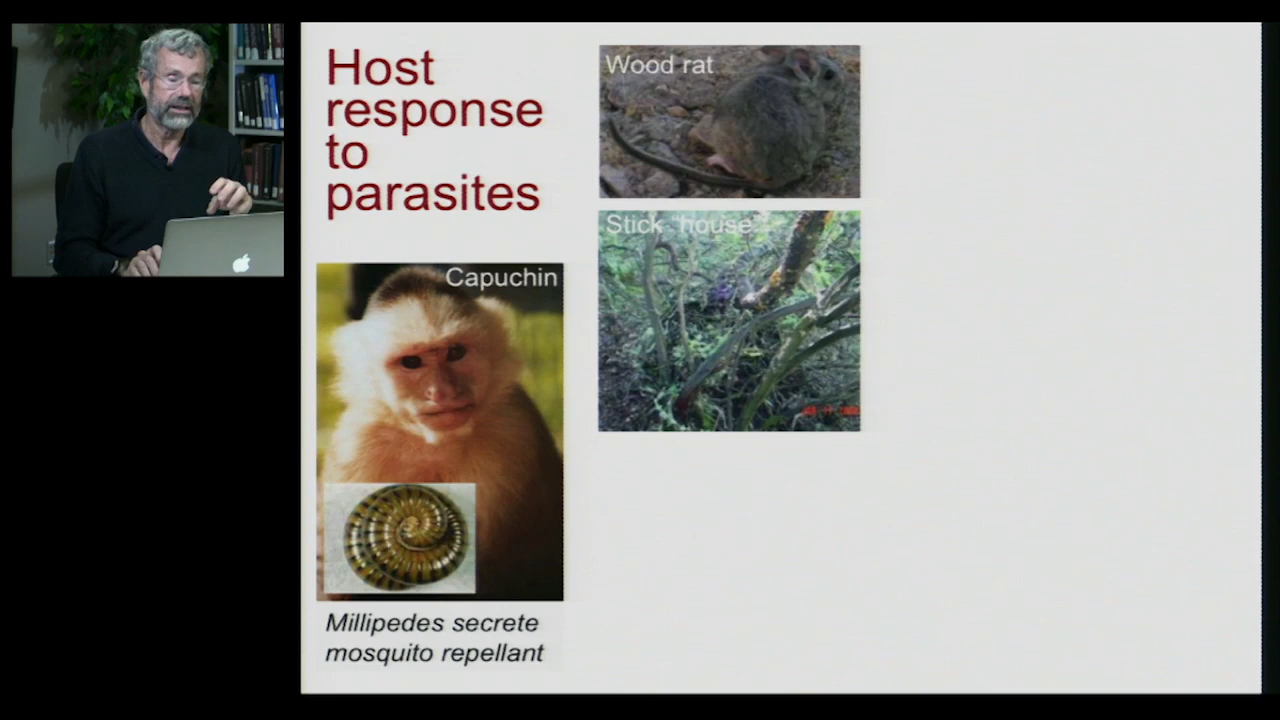 Host
response
to
parasites
Wood rat
Stick "house"
Capuchin
Millipedes secrete
mosquito repellant